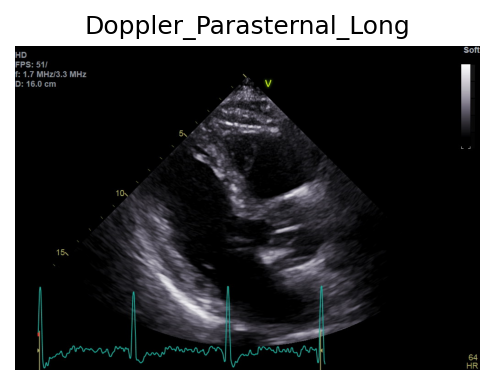 Doppler_Parasternal_Long
HD
FPS: 51/
f: 1.7 MHz/3.3 MHz
D: 16.0 cm
Soft
V
5
10
15
64
HR